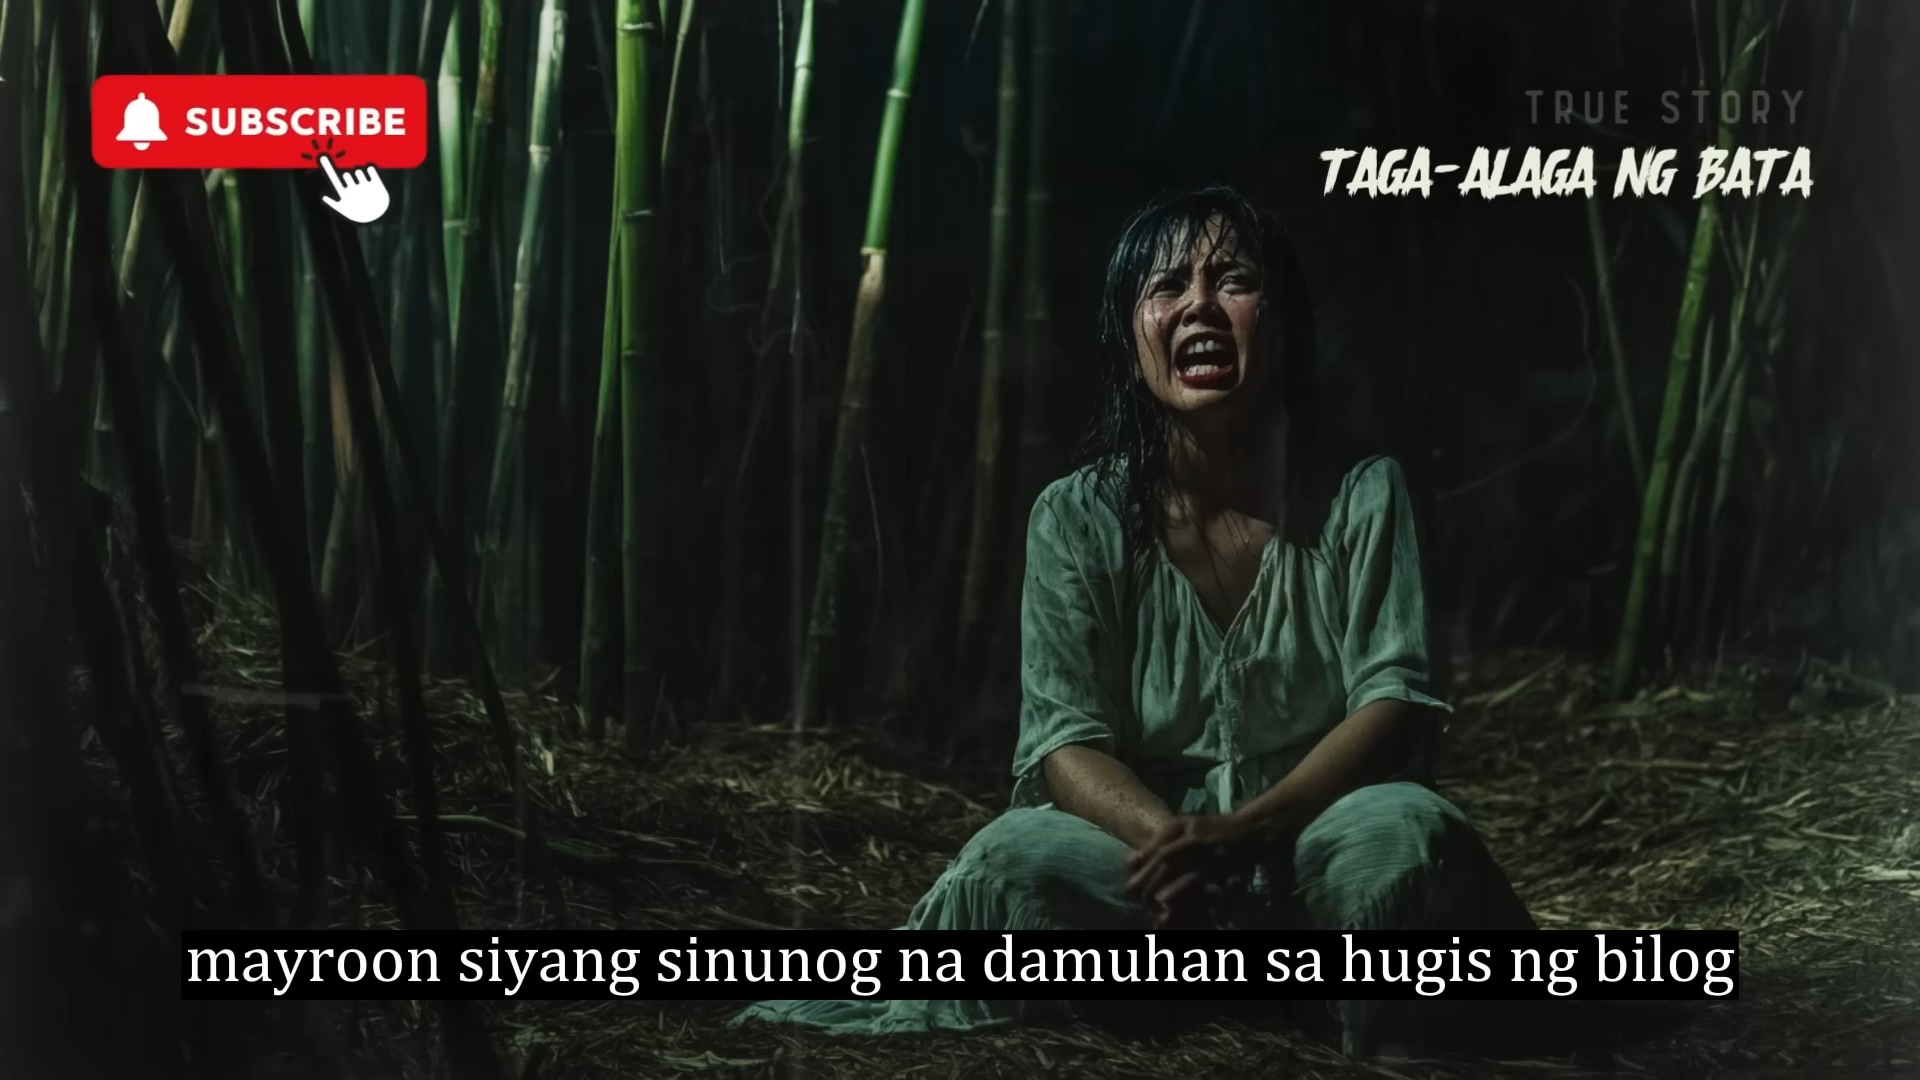 SUBSCRIBE
TRUE STORY
TAGA-ALAGA NG BATA
mayroon siyang sinunog na damuhan sa hugis ng bilog